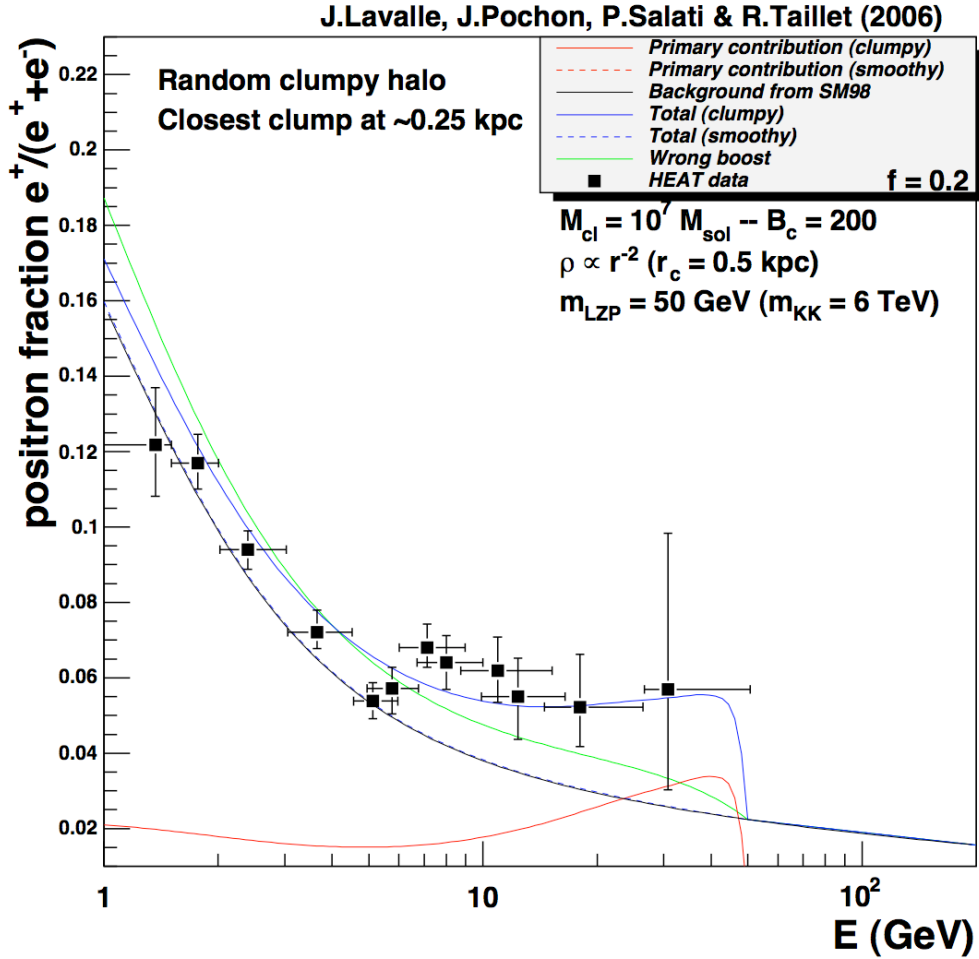 J.Lavalle, J.Pochon, P.Salati & R.Taillet (2006)
Primary contribution (clumpy)
Primary contribution (smoothy)
Background from SM98
Total (clumpy)
Total (smoothy)
Wrong boost
HEAT data
f = 0.2
Random clumpy halo
Closest clump at ~0.25 kpc
M_cl = 10^7 M_sol -- B_c = 200
ρ ∝ r^-2 (r_c = 0.5 kpc)
m_LZP = 50 GeV (m_KK = 6 TeV)
positron fraction e^+/(e^+ +e^-)
0.22
0.2
0.18
0.16
0.14
0.12
0.1
0.08
0.06
0.04
0.02
1
10
10^2
E (GeV)